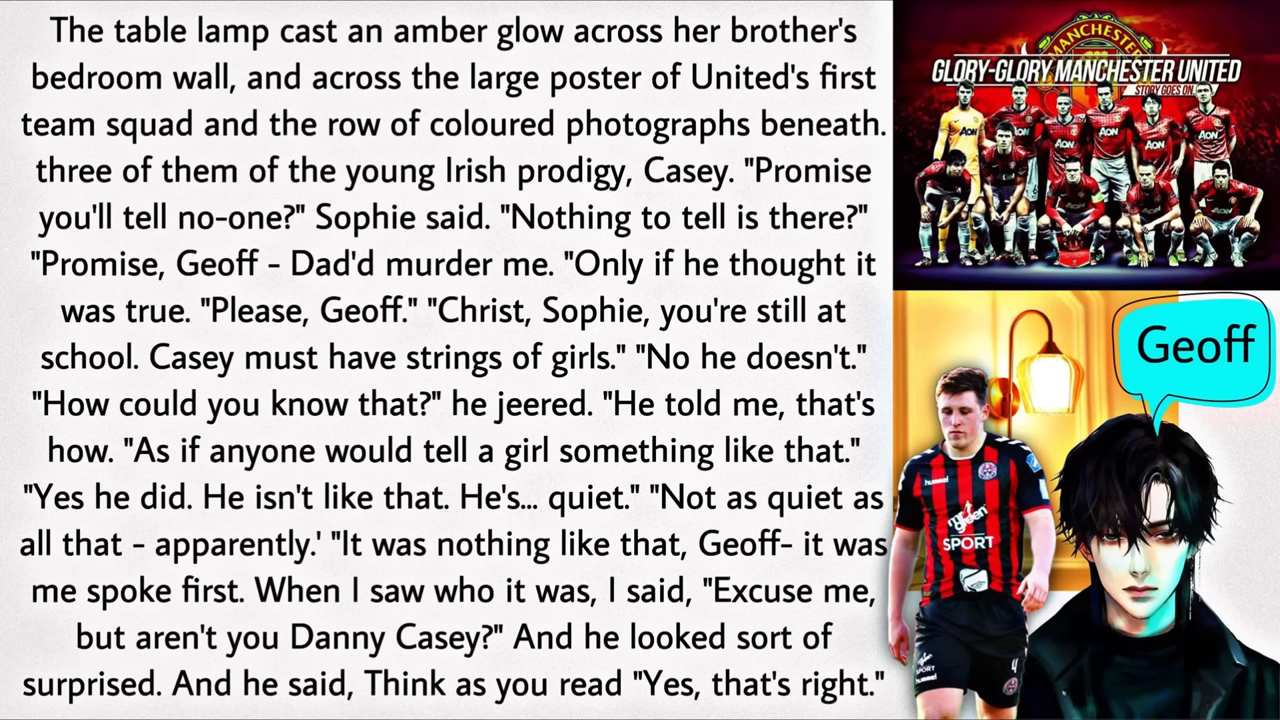 The table lamp cast an amber glow across her brother's
bedroom wall, and across the large poster of United's first
team squad and the row of coloured photographs beneath.
three of them of the young Irish prodigy, Casey. "Promise
you'll tell no-one?" Sophie said. "Nothing to tell is there?"
"Promise, Geoff - Dad'd murder me. "Only if he thought it
was true. "Please, Geoff." "Christ, Sophie, you're still at
school. Casey must have strings of girls." "No he doesn't."
"How could you know that?" he jeered. "He told me, that's
how. "As if anyone would tell a girl something like that."
"Yes he did. He isn't like that. He's... quiet." "Not as quiet as
all that - apparently.' "It was nothing like that, Geoff- it was
me spoke first. When I saw who it was, I said, "Excuse me,
but aren't you Danny Casey?" And he looked sort of
surprised. And he said, Think as you read "Yes, that's right."
MANCHESTER
GLORY-GLORY MANCHESTER UNITED
STORY GOES ON
AON
AON
AON
AON
AON
AON
AON
AON
Geoff
hummel
mr green
SPORT
SPORT
hummel
4